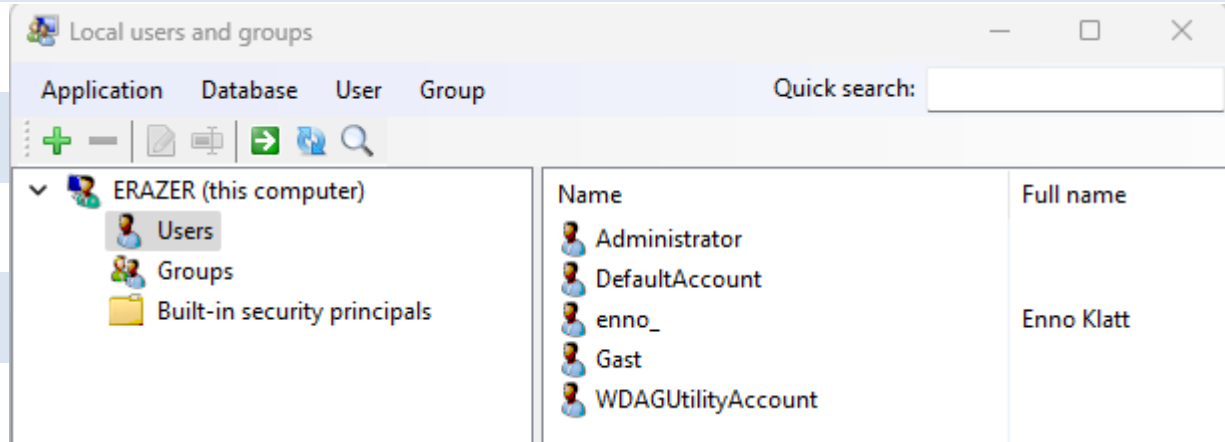 Local users and groups
Application Database User Group Quick search:
ERAZER (this computer)
Users
Groups
Built-in security principals
Name Full name
Administrator
DefaultAccount
enno_ Enno Klatt
Gast
WDAGUtilityAccount